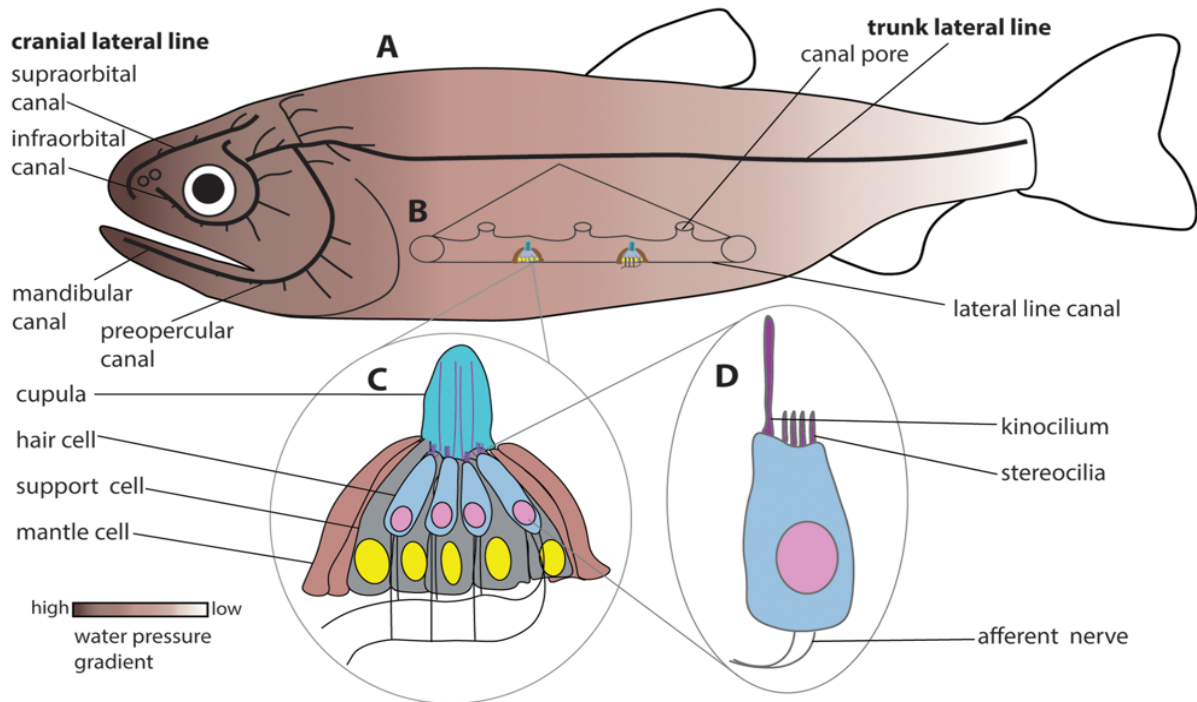 A
trunk lateral line
canal pore
cranial lateral line
supraorbital
canal
infraorbital
canal
B
mandibular
canal
preopercular
canal
lateral line canal
C
D
cupula
hair cell
support cell
mantle cell
kinocilium
stereocilia
afferent nerve
high
low
water pressure
gradient